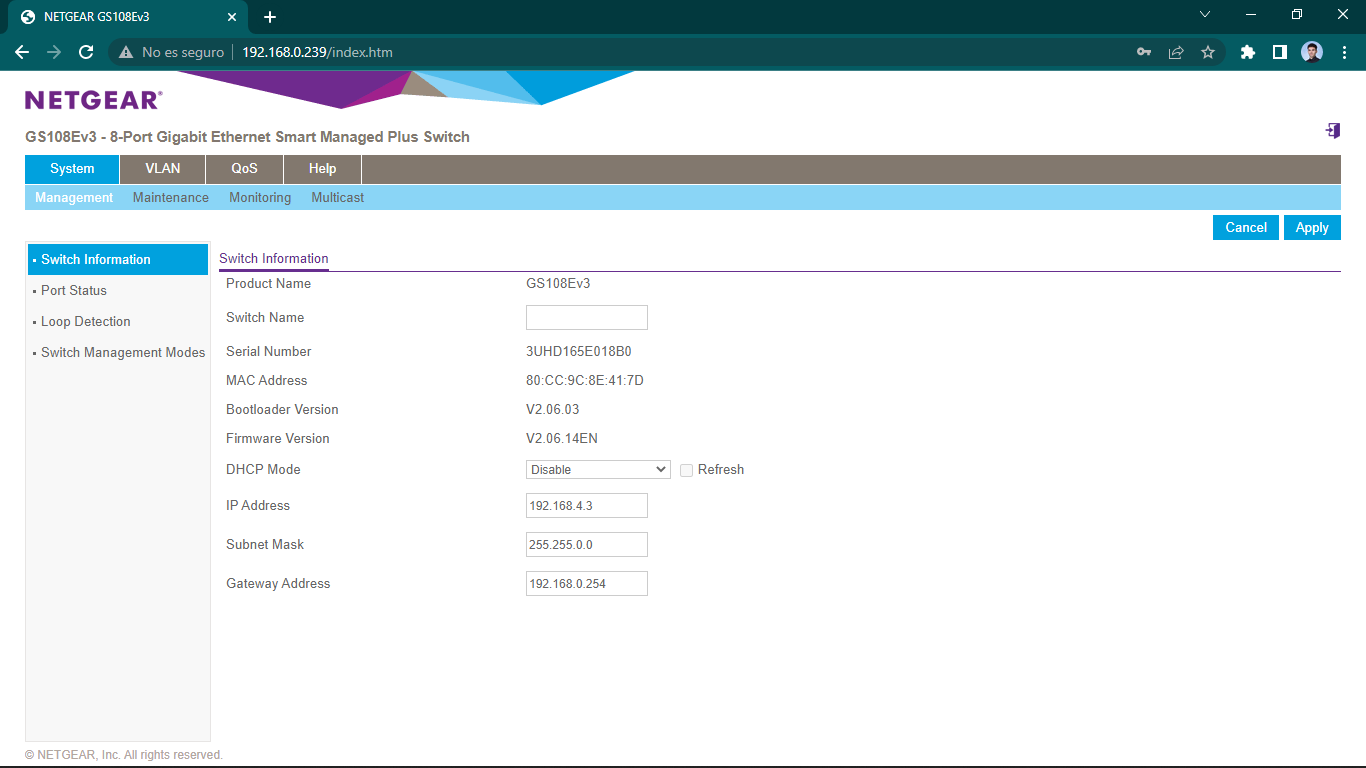 NETGEAR GS108Ev3
No es seguro 192.168.0.239/index.htm
NETGEAR®
GS108Ev3 - 8-Port Gigabit Ethernet Smart Managed Plus Switch
System VLAN QoS Help
Management Maintenance Monitoring Multicast
Cancel Apply
Switch Information
Port Status
Loop Detection
Switch Management Modes
Switch Information
Product Name GS108Ev3
Switch Name
Serial Number 3UHD165E018B0
MAC Address 80:CC:9C:8E:41:7D
Bootloader Version V2.06.03
Firmware Version V2.06.14EN
DHCP Mode Disable Refresh
IP Address 192.168.4.3
Subnet Mask 255.255.0.0
Gateway Address 192.168.0.254
© NETGEAR, Inc. All rights reserved.